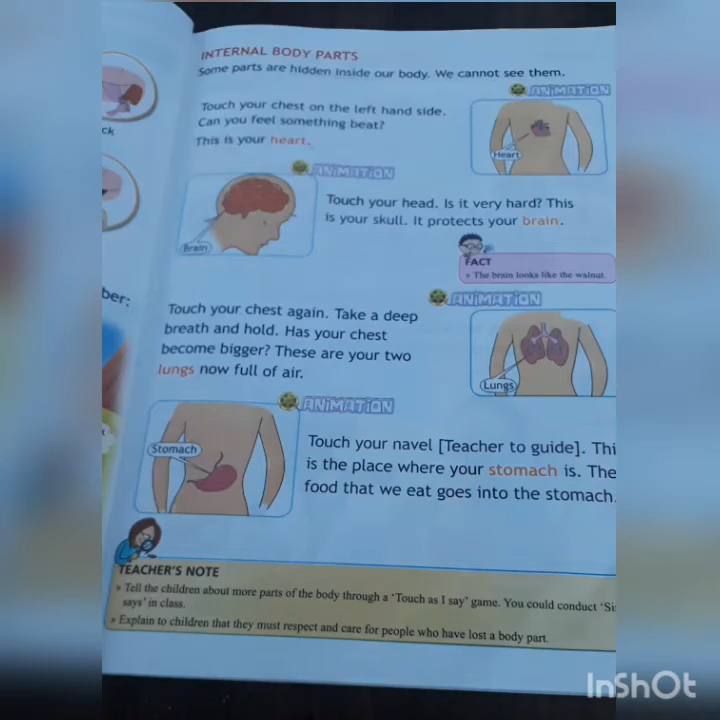 INTERNAL BODY PARTS
Some parts are hidden inside our body. We cannot see them.
ANIMATION
Touch your chest on the left hand side.
Can you feel something beat?
This is your heart.
Heart
ck
ANIMATION
Touch your head. Is it very hard? This
is your skull. It protects your brain.
Brain
FACT
» The brain looks like the walnut.
ber:
ANIMATION
Touch your chest again. Take a deep
breath and hold. Has your chest
become bigger? These are your two
lungs now full of air.
Lungs
ANIMATION
Stomach
Touch your navel [Teacher to guide]. Thi
is the place where your stomach is. The
food that we eat goes into the stomach.
TEACHER'S NOTE
» Tell the children about more parts of the body through a 'Touch as I say' game. You could conduct 'Si
says' in class.
» Explain to children that they must respect and care for people who have lost a body part.
InShOt